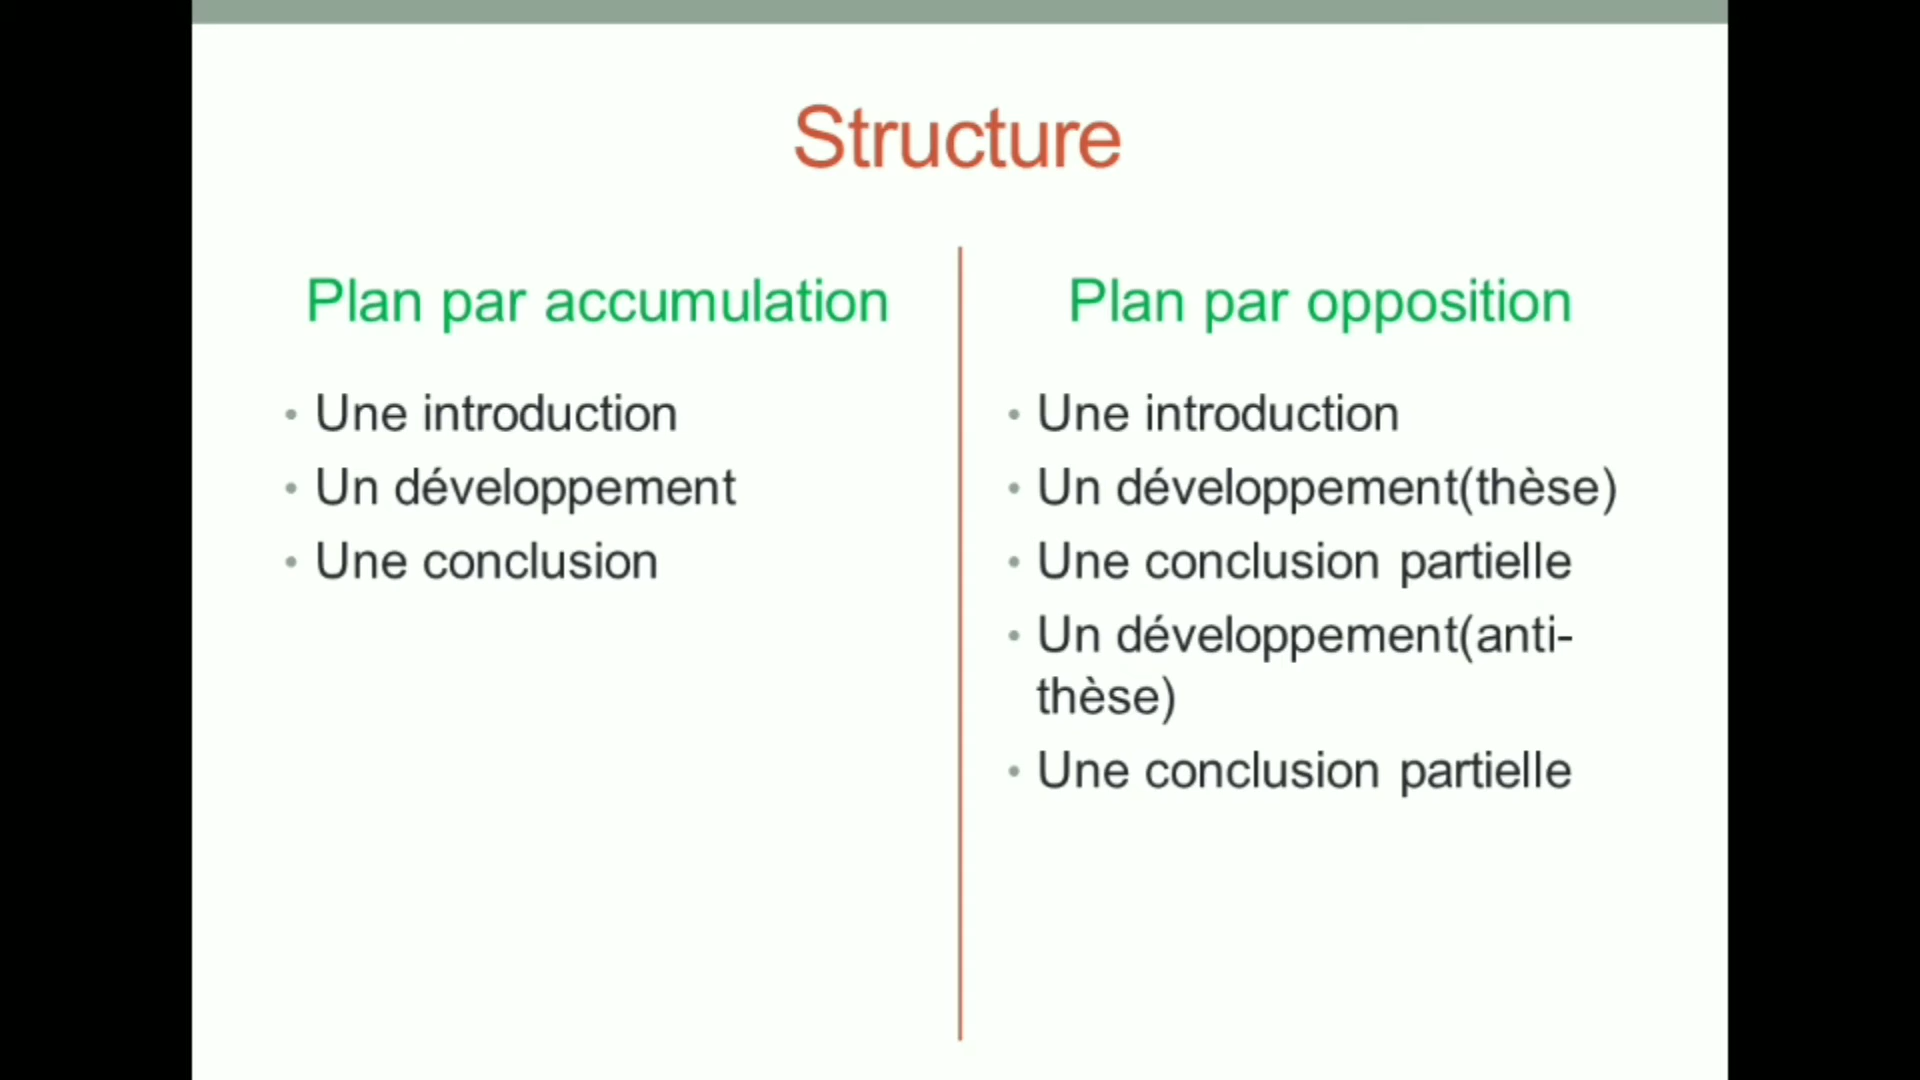 Structure
Plan par accumulation
Une introduction
Un développement
Une conclusion
Plan par opposition
Une introduction
Un développement(thèse)
Une conclusion partielle
Un développement(anti-
thèse)
Une conclusion partielle